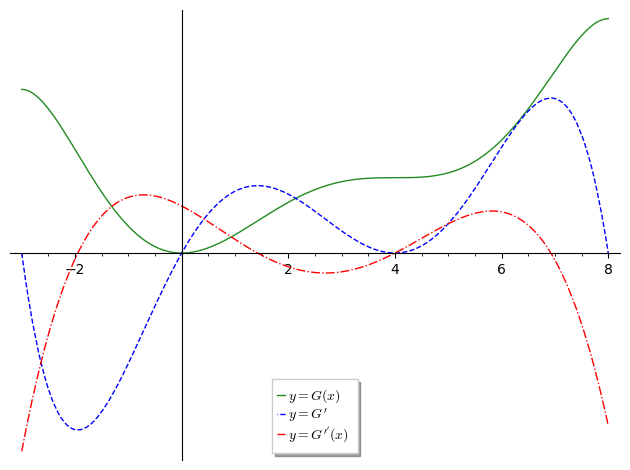 −2 2 4 6 8
y = G(x)
y = G′
y = G′′(x)